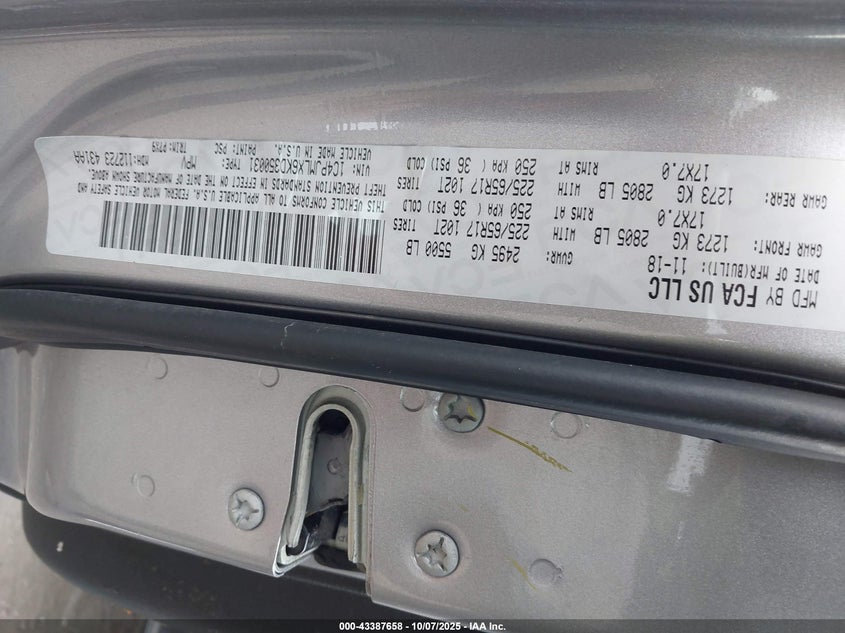 MFD BY FCA US LLC
DATE OF MFR(BUILT): 11-18
GVWR: 2495 KG 5500 LB
GAWR FRONT: 1273 KG 2805 LB WITH 225/65R17 102T TIRES
17X7.0 RIMS AT 250 KPA ( 36 PSI) COLD
GAWR REAR: 1273 KG 2805 LB WITH 225/65R17 102T TIRES
17X7.0 RIMS AT 250 KPA ( 36 PSI) COLD
THIS VEHICLE CONFORMS TO ALL APPLICABLE U.S.A. FEDERAL MOTOR VEHICLE SAFETY AND
THEFT PREVENTION STANDARDS IN EFFECT ON THE DATE OF MANUFACTURE SHOWN ABOVE.
VIN: 1C4PJMLX6KD350031 TYPE: MPV MDH:112723 431AA
VEHICLE MADE IN U.S.A. PAINT: PSC TRIM:
000-43387658 - 10/07/2025 - IAA Inc.